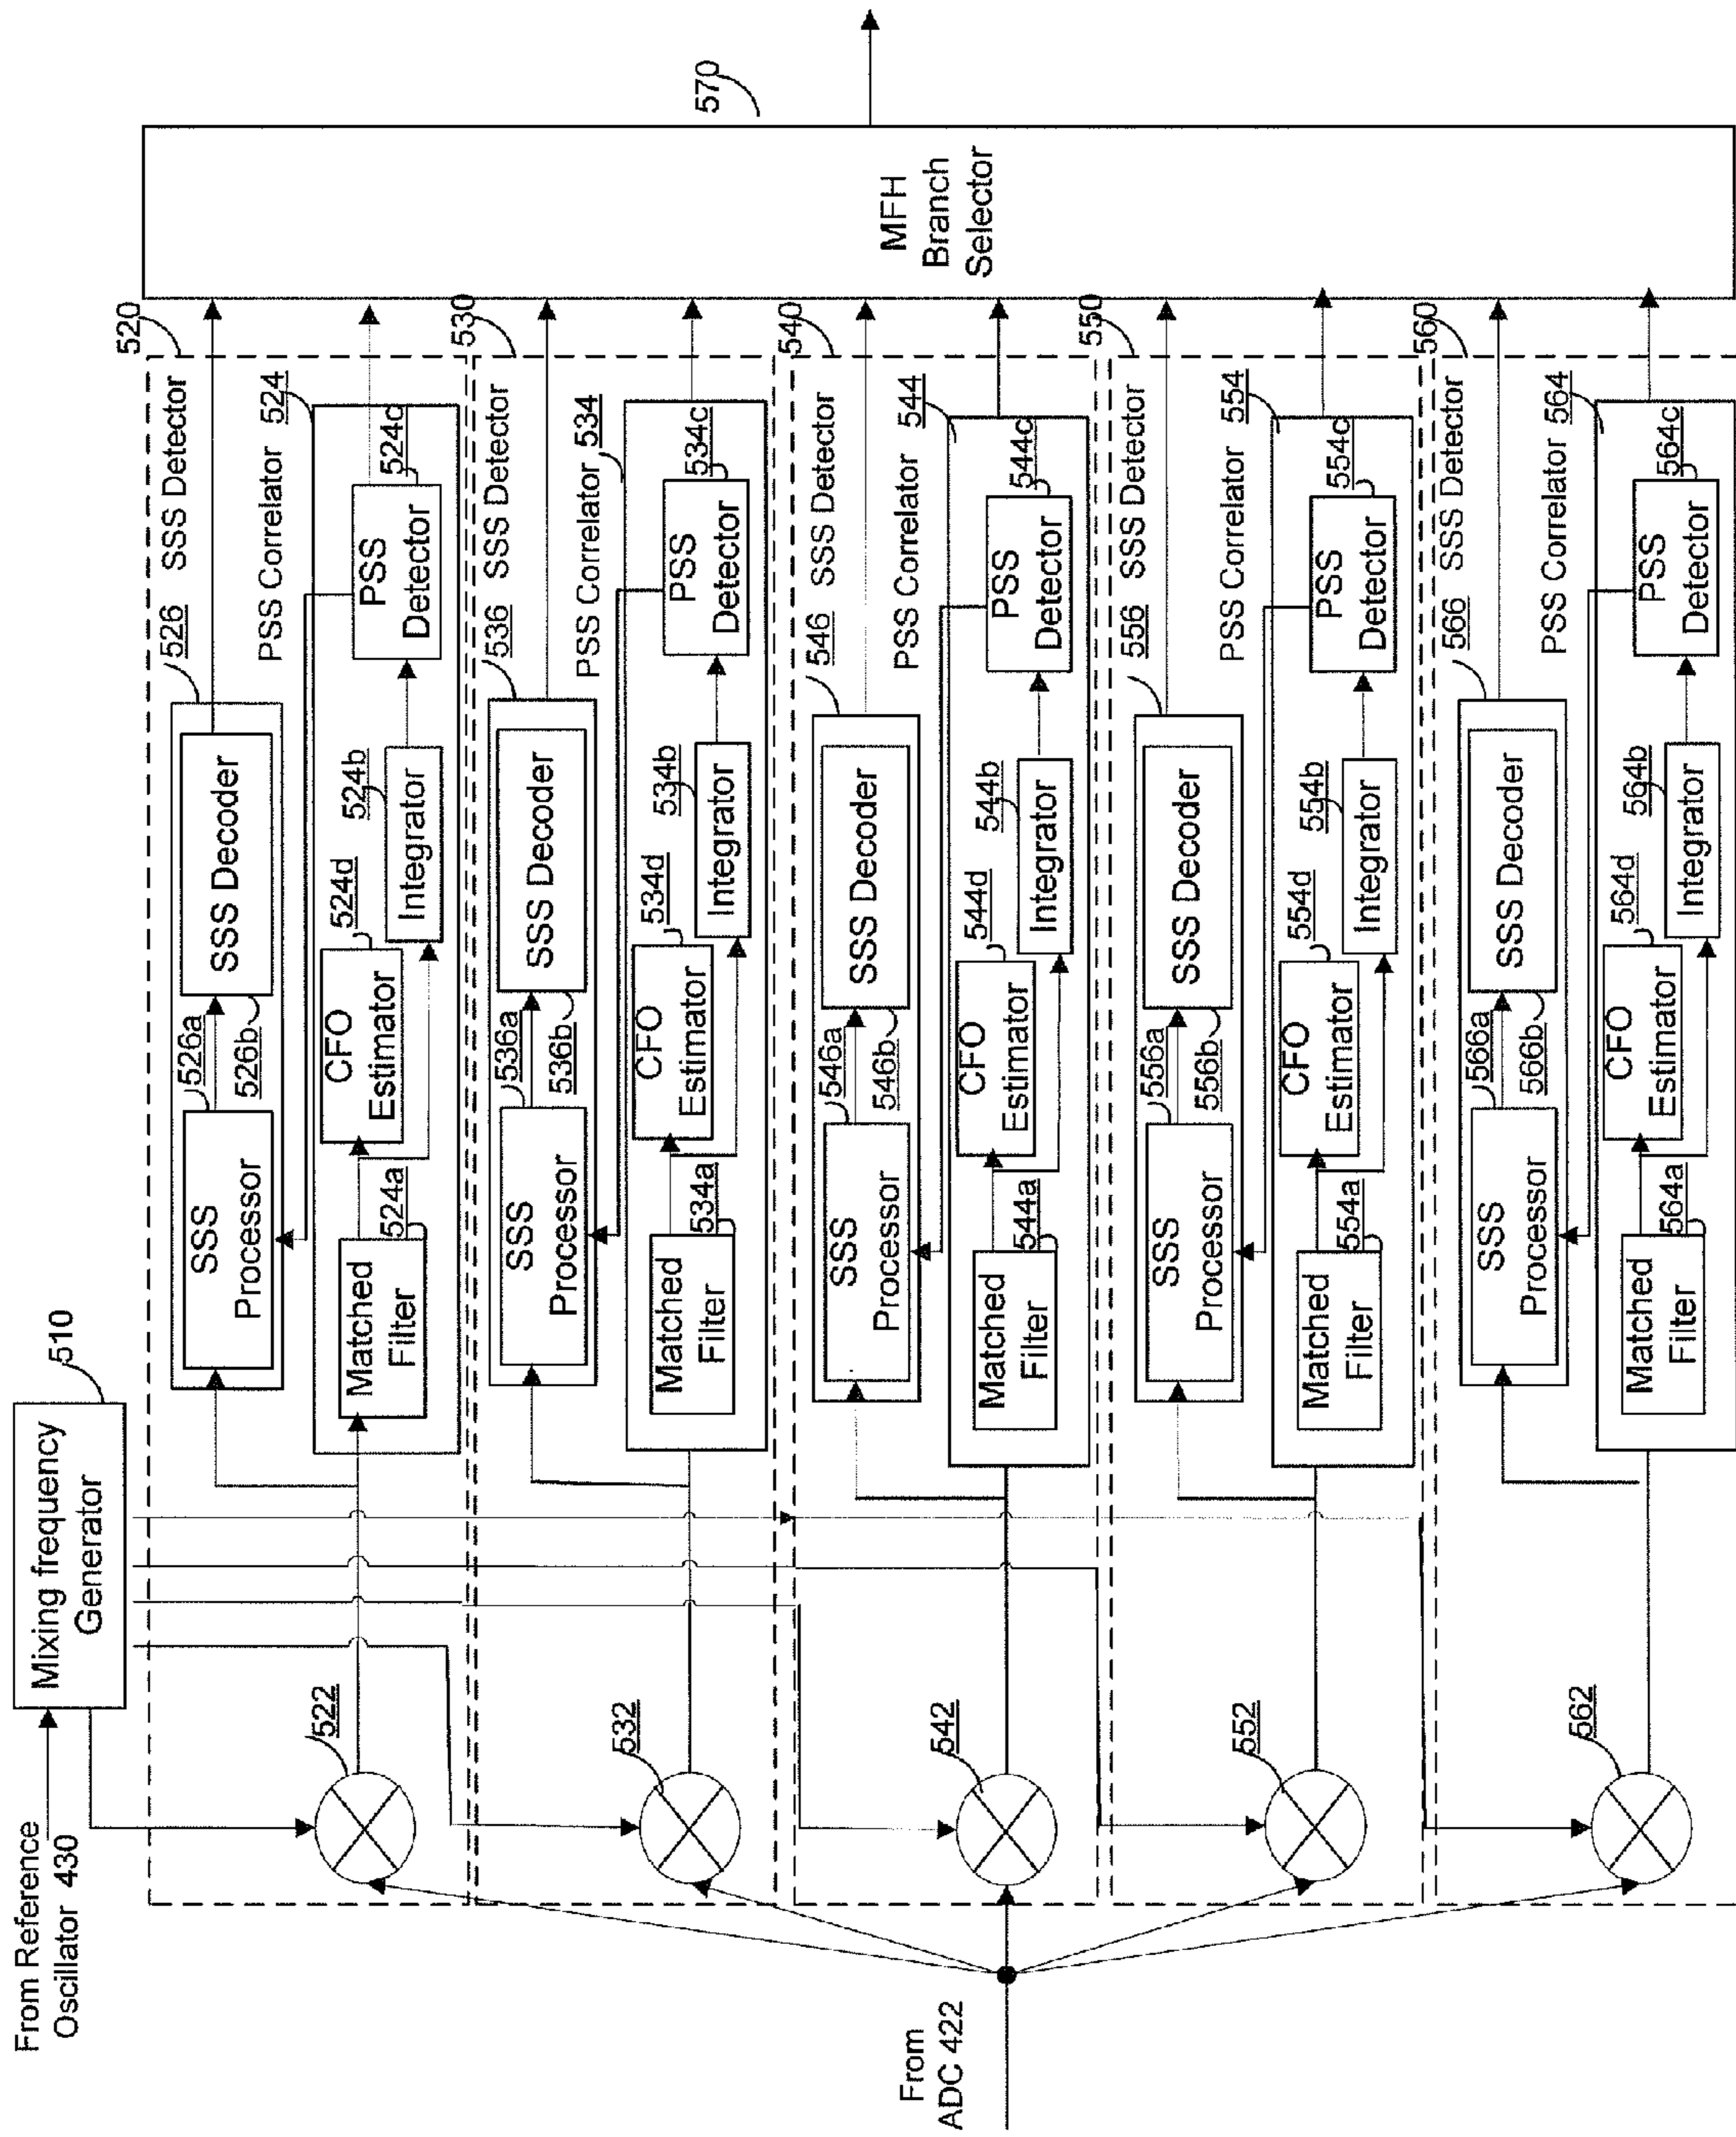 From Reference
Oscillator 430
Mixing frequency
Generator
510
From
ADC 422
520
522
526 SSS Detector
SSS
Processor
526a
SSS Decoder
526b
PSS Correlator 524
Matched
Filter
524a
CFO
Estimator
524d
Integrator
524b
PSS
Detector
524c
530
532
536 SSS Detector
SSS
Processor
536a
SSS Decoder
536b
PSS Correlator 534
Matched
Filter
534a
CFO
Estimator
534d
Integrator
534b
PSS
Detector
534c
540
542
546 SSS Detector
SSS
Processor
546a
SSS Decoder
546b
PSS Correlator 544
Matched
Filter
544a
CFO
Estimator
544d
Integrator
544b
PSS
Detector
544c
550
552
556 SSS Detector
SSS
Processor
556a
SSS Decoder
556b
PSS Correlator 554
Matched
Filter
554a
CFO
Estimator
554d
Integrator
554b
PSS
Detector
554c
560
562
566 SSS Detector
SSS
Processor
566a
SSS Decoder
566b
PSS Correlator 564
Matched
Filter
564a
CFO
Estimator
564d
Integrator
564b
PSS
Detector
564c
MFH
Branch
Selector
570